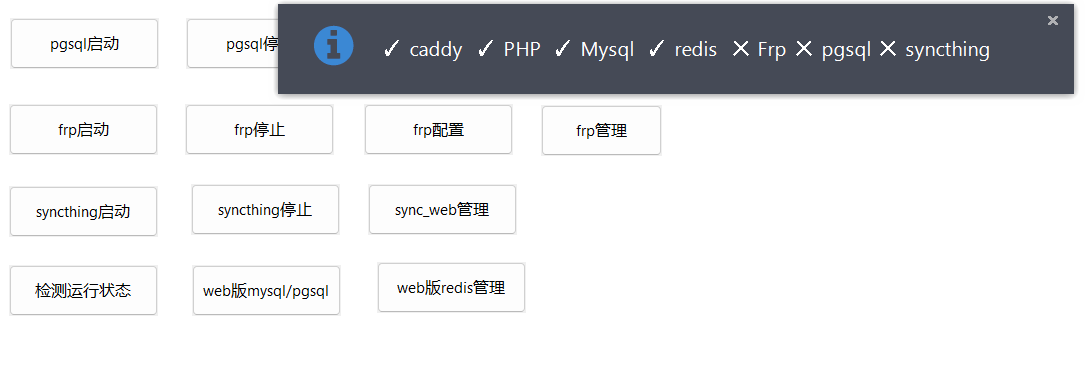 pgsql启动 pgsql停
✓ caddy ✓ PHP ✓ Mysql ✓ redis ✕ Frp ✕ pgsql ✕ syncthing
frp启动 frp停止 frp配置 frp管理
syncthing启动 syncthing停止 sync_web管理
检测运行状态 web版mysql/pgsql web版redis管理